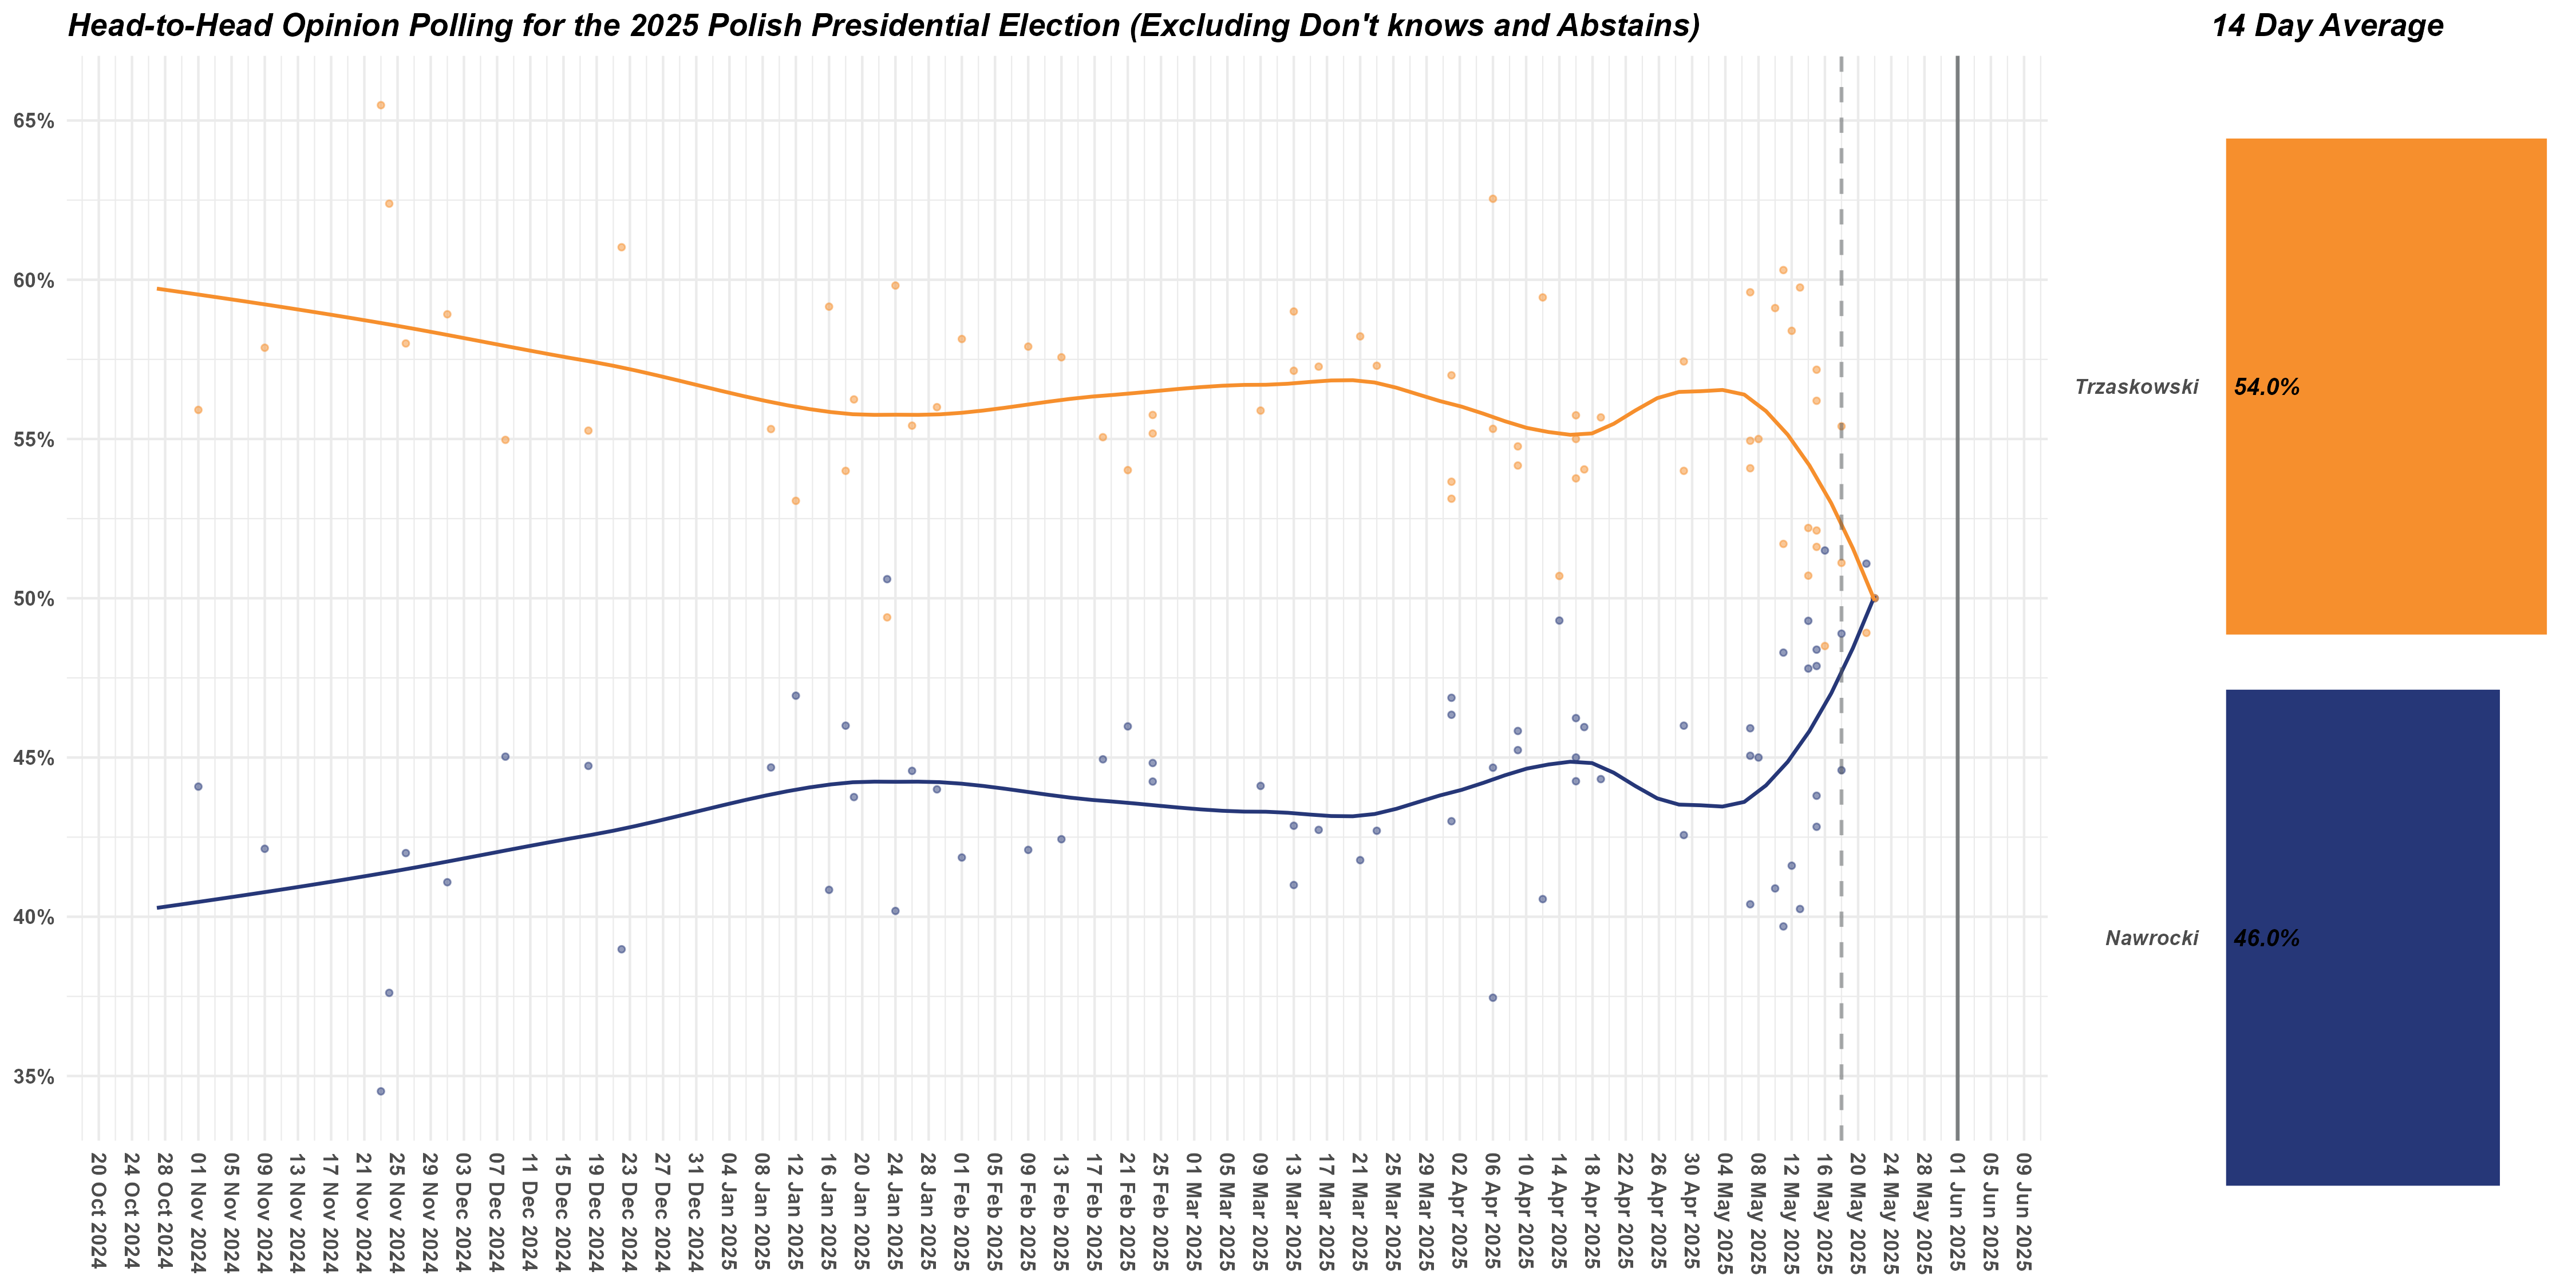 Head-to-Head Opinion Polling for the 2025 Polish Presidential Election (Excluding Don't knows and Abstains)
14 Day Average
65%
60%
55%
50%
45%
40%
35%
20 Oct 2024
24 Oct 2024
28 Oct 2024
01 Nov 2024
05 Nov 2024
09 Nov 2024
13 Nov 2024
17 Nov 2024
21 Nov 2024
25 Nov 2024
29 Nov 2024
03 Dec 2024
07 Dec 2024
11 Dec 2024
15 Dec 2024
19 Dec 2024
23 Dec 2024
27 Dec 2024
31 Dec 2024
04 Jan 2025
08 Jan 2025
12 Jan 2025
16 Jan 2025
20 Jan 2025
24 Jan 2025
28 Jan 2025
01 Feb 2025
05 Feb 2025
09 Feb 2025
13 Feb 2025
17 Feb 2025
21 Feb 2025
25 Feb 2025
01 Mar 2025
05 Mar 2025
09 Mar 2025
13 Mar 2025
17 Mar 2025
21 Mar 2025
25 Mar 2025
29 Mar 2025
02 Apr 2025
06 Apr 2025
10 Apr 2025
14 Apr 2025
18 Apr 2025
22 Apr 2025
26 Apr 2025
30 Apr 2025
04 May 2025
08 May 2025
12 May 2025
16 May 2025
20 May 2025
24 May 2025
28 May 2025
01 Jun 2025
05 Jun 2025
09 Jun 2025
Trzaskowski
54.0%
Nawrocki
46.0%